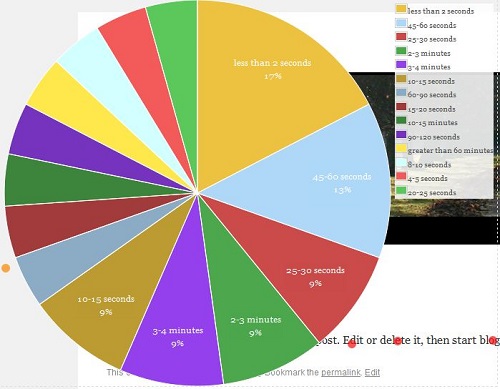 less than 2 seconds
17%
45-60 seconds
13%
25-30 seconds
9%
2-3 minutes
9%
3-4 minutes
9%
10-15 seconds
9%
less than 2 seconds
45-60 seconds
25-30 seconds
2-3 minutes
3-4 minutes
10-15 seconds
60-90 seconds
15-20 seconds
10-15 minutes
90-120 seconds
greater than 60 minutes
8-10 seconds
4-5 seconds
20-25 seconds
post. Edit or delete it, then start blog
This Bookmark the permalink. Edit